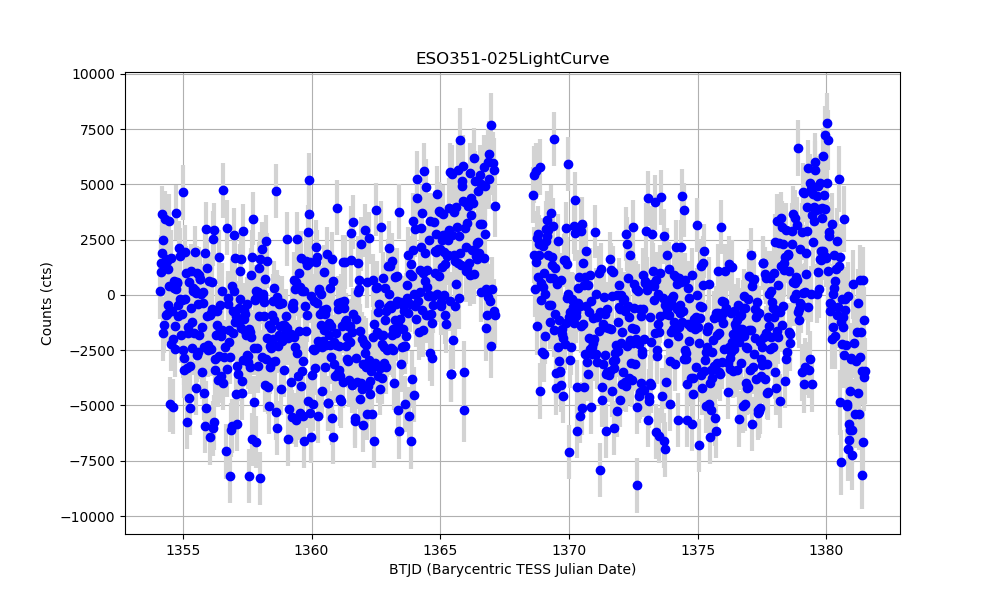 ESO351-025LightCurve
10000
7500
5000
2500
0
−2500
−5000
−7500
−10000
Counts (cts)
1355 1360 1365 1370 1375 1380
BTJD (Barycentric TESS Julian Date)